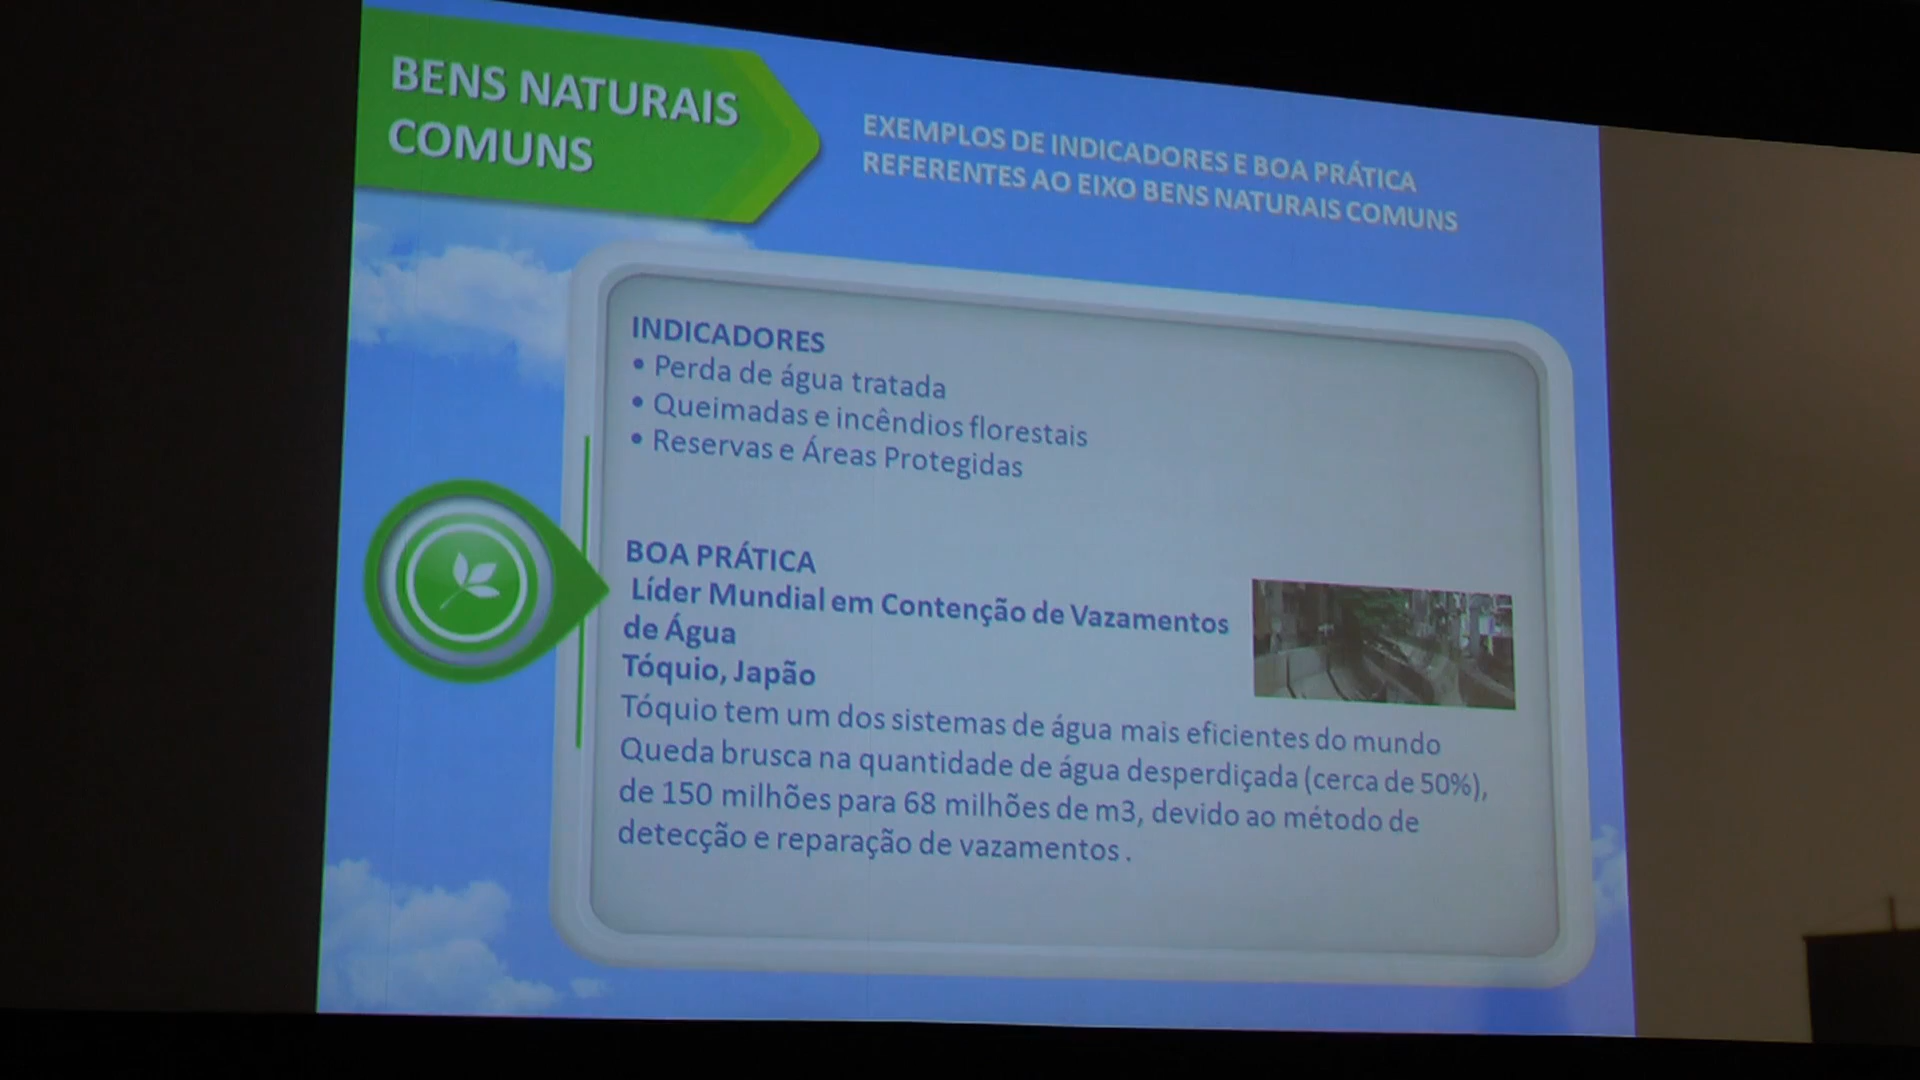 BENS NATURAIS
COMUNS
EXEMPLOS DE INDICADORES E BOA PRÁTICA
REFERENTES AO EIXO BENS NATURAIS COMUNS
INDICADORES
• Perda de água tratada
• Queimadas e incêndios florestais
• Reservas e Áreas Protegidas
BOA PRÁTICA
Líder Mundial em Contenção de Vazamentos
de Água
Tóquio, Japão
Tóquio tem um dos sistemas de água mais eficientes do mundo
Queda brusca na quantidade de água desperdiçada (cerca de 50%),
de 150 milhões para 68 milhões de m3, devido ao método de
detecção e reparação de vazamentos .